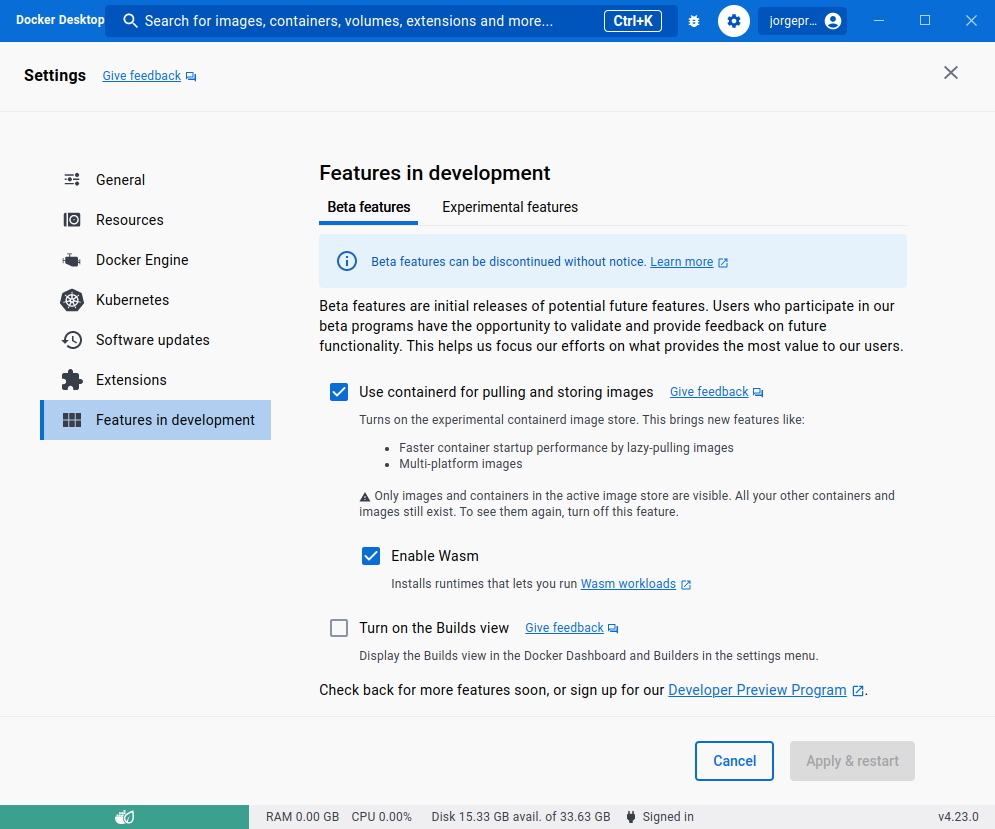 Docker Desktop
Search for images, containers, volumes, extensions and more...
Ctrl+K
jorgepr...
Settings
Give feedback
General
Resources
Docker Engine
Kubernetes
Software updates
Extensions
Features in development
Features in development
Beta features
Experimental features
Beta features can be discontinued without notice. Learn more
Beta features are initial releases of potential future features. Users who participate in our
beta programs have the opportunity to validate and provide feedback on future
functionality. This helps us focus our efforts on what provides the most value to our users.
Use containerd for pulling and storing images
Give feedback
Turns on the experimental containerd image store. This brings new features like:
• Faster container startup performance by lazy-pulling images
• Multi-platform images
Only images and containers in the active image store are visible. All your other containers and
images still exist. To see them again, turn off this feature.
Enable Wasm
Installs runtimes that lets you run Wasm workloads
Turn on the Builds view
Give feedback
Display the Builds view in the Docker Dashboard and Builders in the settings menu.
Check back for more features soon, or sign up for our Developer Preview Program.
Cancel
Apply & restart
RAM 0.00 GB
CPU 0.00%
Disk 15.33 GB avail. of 33.63 GB
Signed in
v4.23.0